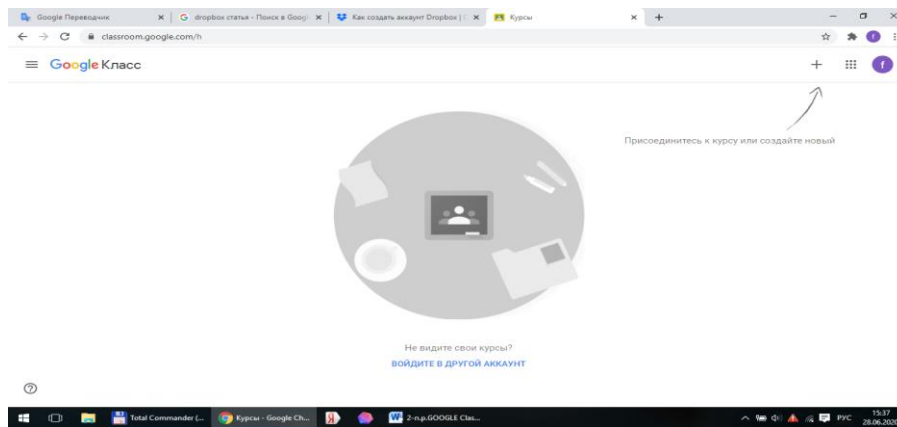 Google Переводчик
dropbox статья - Поиск в Googl
Как создать аккаунт Dropbox |
Курсы
classroom.google.com/h
Google Класс
f
Присоединитесь к курсу или создайте новый
Не видите свои курсы?
ВОЙДИТЕ В ДРУГОЙ АККАУНТ
Total Commander (...
Курсы - Google Ch...
2-п.р.GOOGLE Clas...
РУС
15:37
28.06.2020